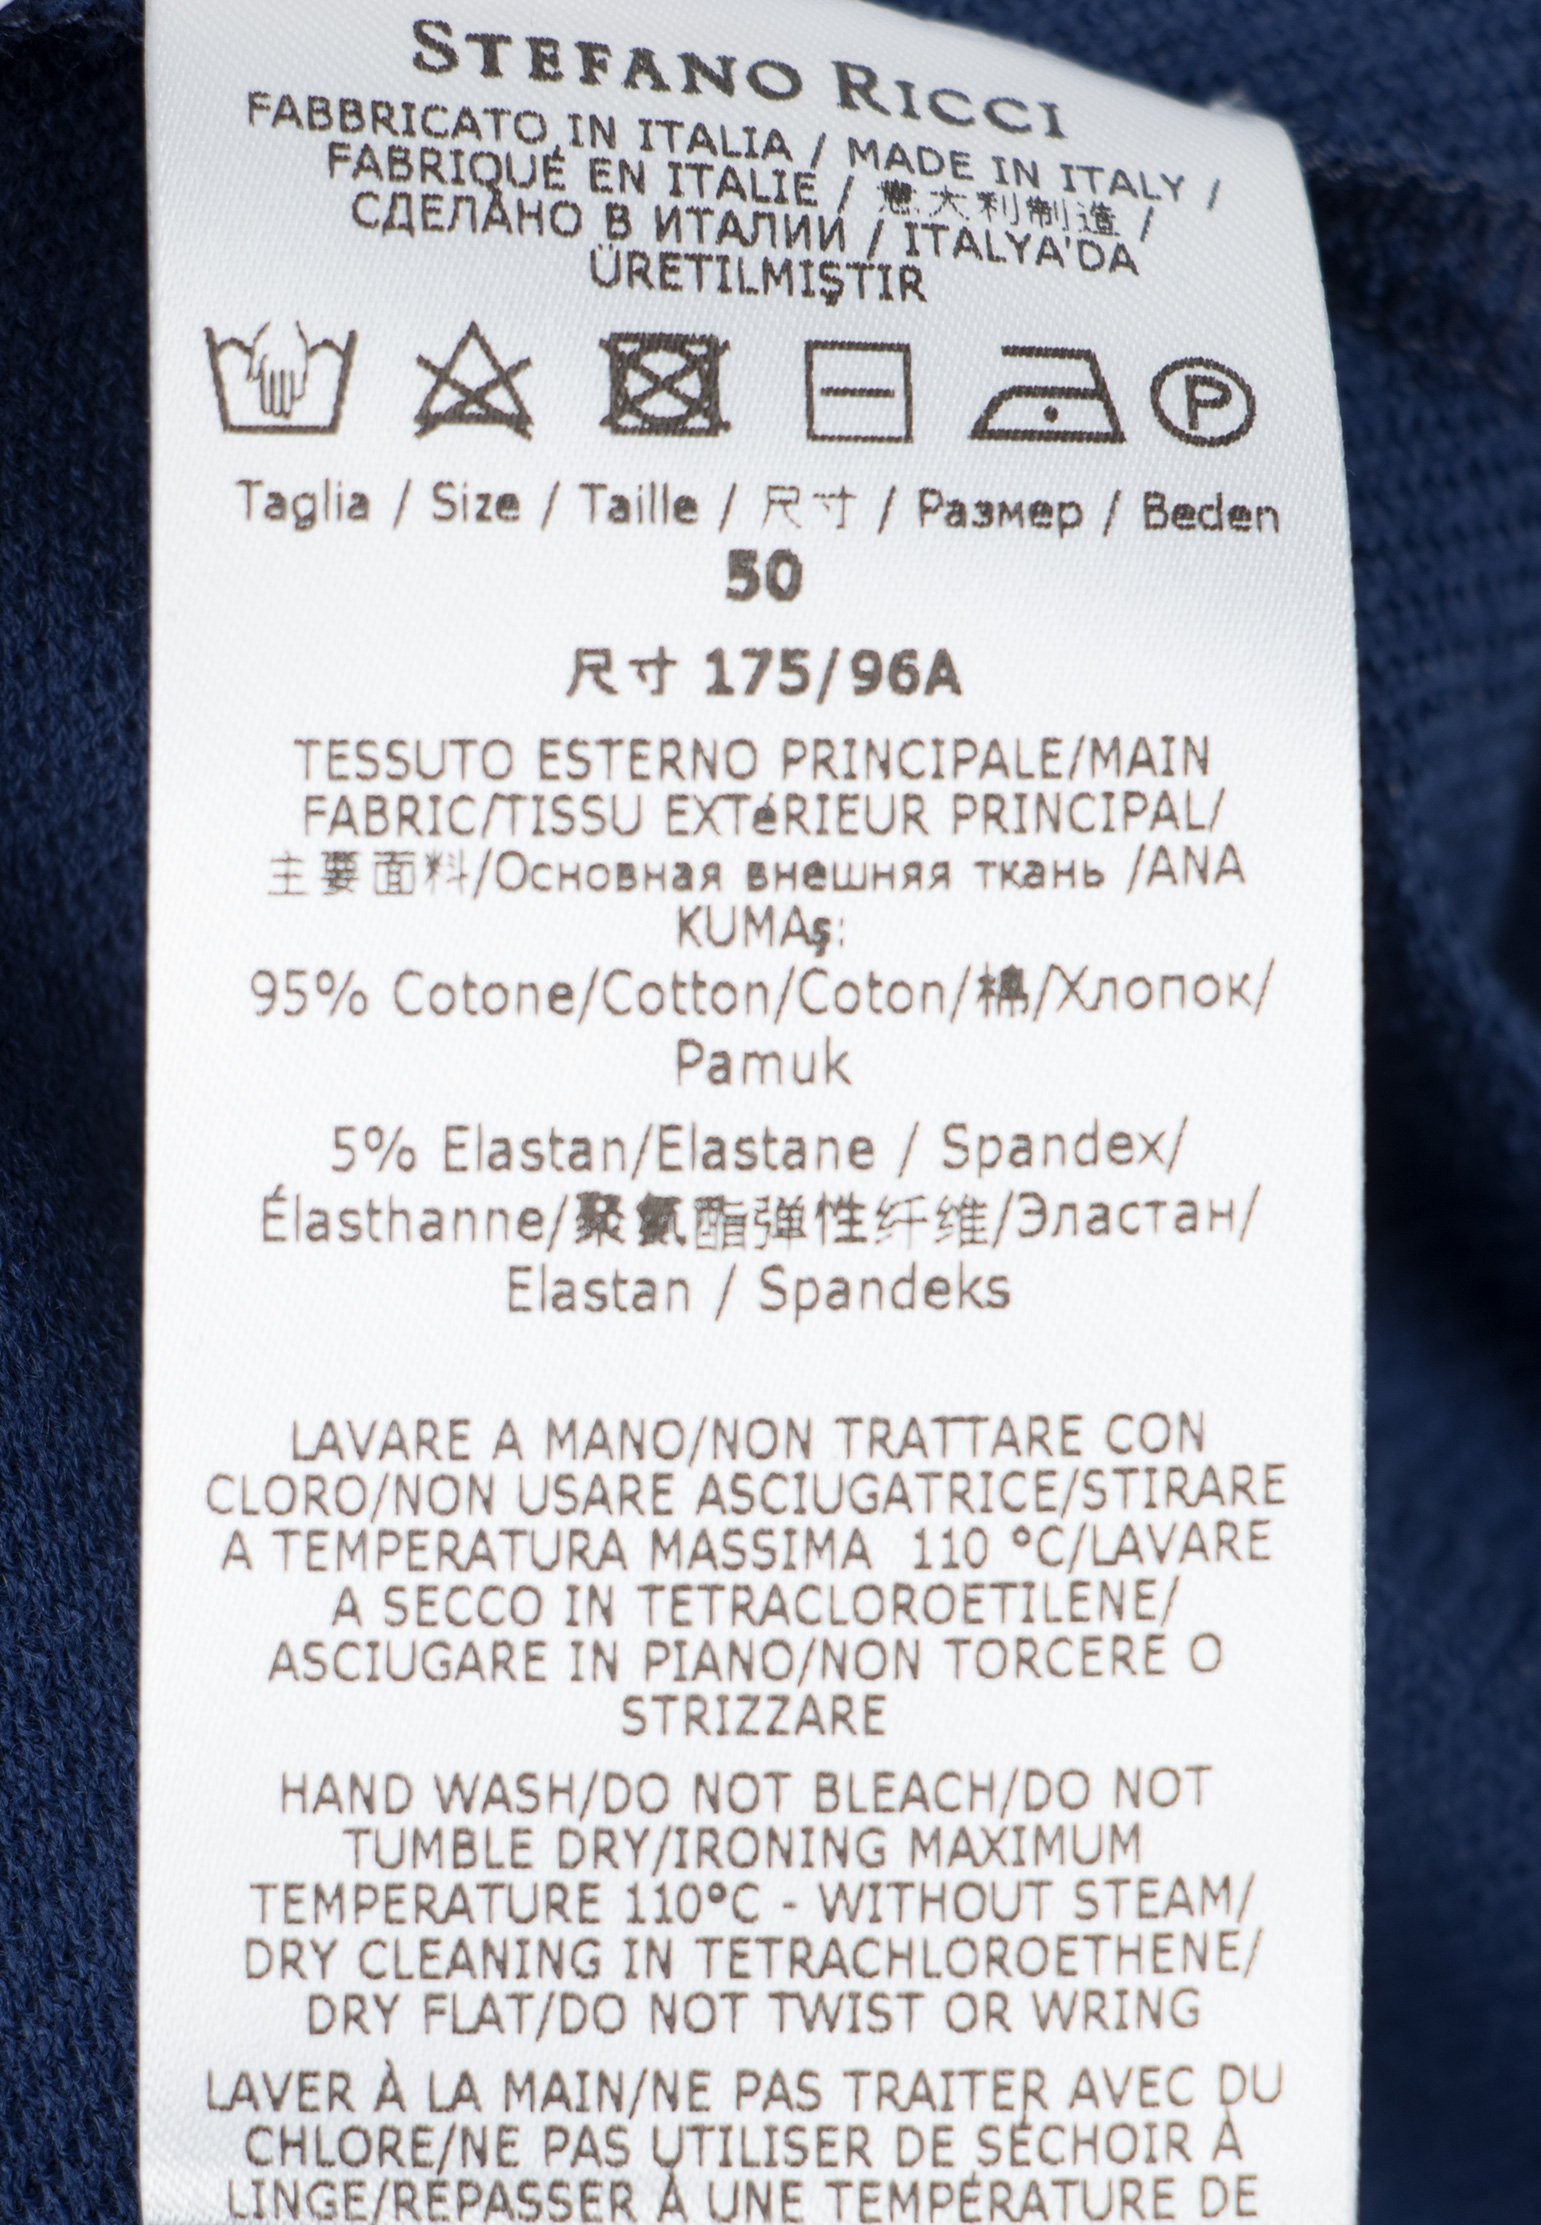 STEFANO RICCI
FABBRICATO IN ITALIA / MADE IN ITALY /
FABRIQUÉ EN ITALIE / 意大利制造 /
СДЕЛАНО В ИТАЛИИ / ITALYA'DA
ÜRETILMIŞTIR
P
Taglia / Size / Taille / 尺寸 / Размер / Beden
50
尺寸 175/96A
TESSUTO ESTERNO PRINCIPALE/MAIN
FABRIC/TISSU EXTéRIEUR PRINCIPAL/
主要面料/Основная внешняя ткань /ANA
KUMAş:
95% Cotone/Cotton/Coton/棉/Хлопок/
Pamuk
5% Elastan/Elastane / Spandex/
Élasthanne/聚氨酯弹性纤维/Эластан/
Elastan / Spandeks
LAVARE A MANO/NON TRATTARE CON
CLORO/NON USARE ASCIUGATRICE/STIRARE
A TEMPERATURA MASSIMA 110 °C/LAVARE
A SECCO IN TETRACLOROETILENE/
ASCIUGARE IN PIANO/NON TORCERE O
STRIZZARE
HAND WASH/DO NOT BLEACH/DO NOT
TUMBLE DRY/IRONING MAXIMUM
TEMPERATURE 110°C - WITHOUT STEAM/
DRY CLEANING IN TETRACHLOROETHENE/
DRY FLAT/DO NOT TWIST OR WRING
LAVER À LA MAIN/NE PAS TRAITER AVEC DU
CHLORE/NE PAS UTILISER DE SÉCHOIR À
LINGE/REPASSER À UNE TEMPÉRATURE DE